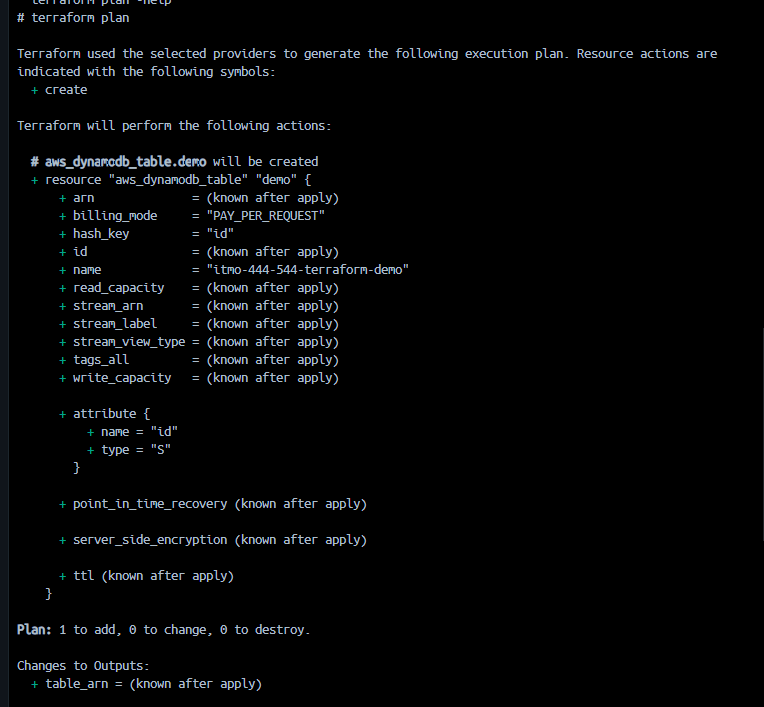 terraform plan -help
# terraform plan
Terraform used the selected providers to generate the following execution plan. Resource actions are
indicated with the following symbols:
+ create
Terraform will perform the following actions:
# aws_dynamodb_table.demo will be created
+ resource "aws_dynamodb_table" "demo" {
+ arn = (known after apply)
+ billing_mode = "PAY_PER_REQUEST"
+ hash_key = "id"
+ id = (known after apply)
+ name = "itmo-444-544-terraform-demo"
+ read_capacity = (known after apply)
+ stream_arn = (known after apply)
+ stream_label = (known after apply)
+ stream_view_type = (known after apply)
+ tags_all = (known after apply)
+ write_capacity = (known after apply)
+ attribute {
+ name = "id"
+ type = "S"
}
+ point_in_time_recovery (known after apply)
+ server_side_encryption (known after apply)
+ ttl (known after apply)
}
Plan: 1 to add, 0 to change, 0 to destroy.
Changes to Outputs:
+ table_arn = (known after apply)